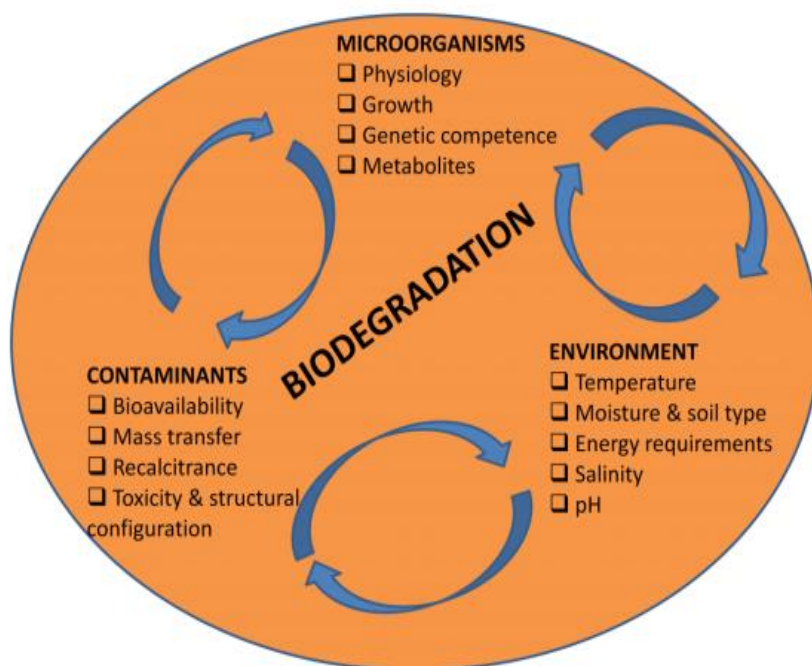 MICROORGANISMS
❑ Physiology
❑ Growth
❑ Genetic competence
❑ Metabolites
BIODEGRADATION
CONTAMINANTS
❑ Bioavailability
❑ Mass transfer
❑ Recalcitrance
❑ Toxicity & structural
configuration
ENVIRONMENT
❑ Temperature
❑ Moisture & soil type
❑ Energy requirements
❑ Salinity
❑ pH